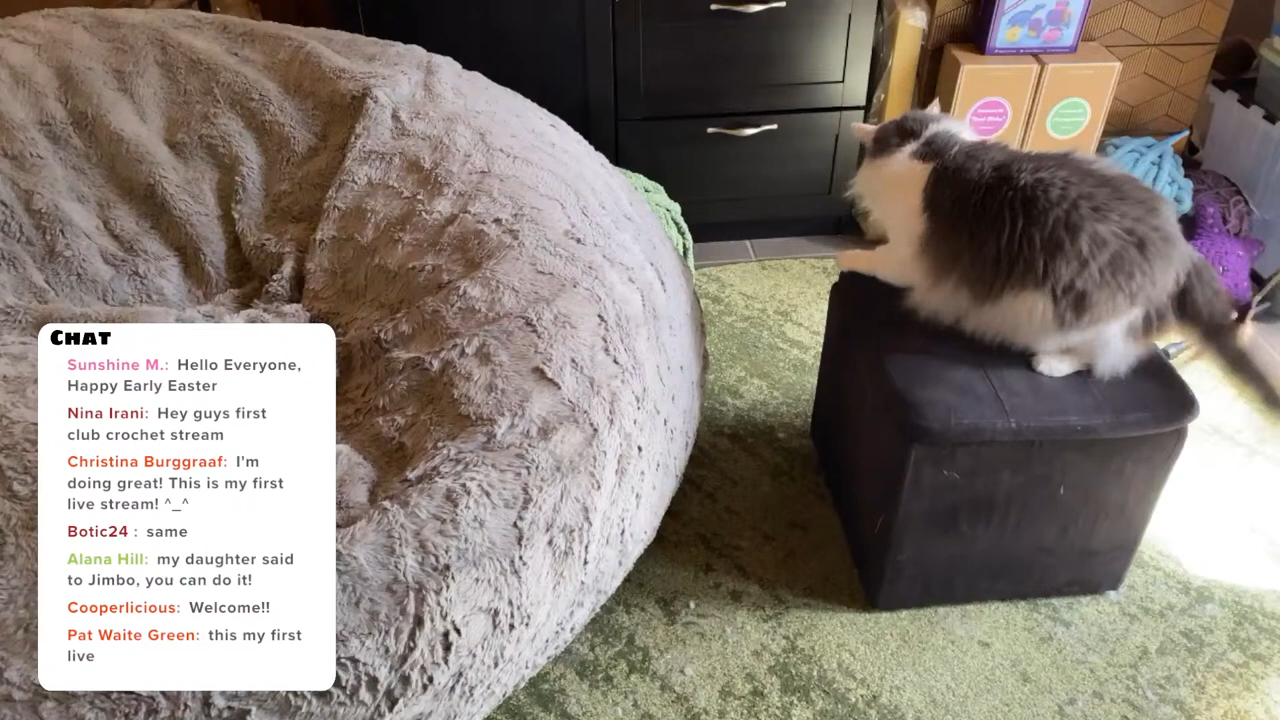 CHAT
Sunshine M.: Hello Everyone,
Happy Early Easter
Nina Irani: Hey guys first
club crochet stream
Christina Burggraaf: I'm
doing great! This is my first
live stream! ^_^
Botic24 : same
Alana Hill: my daughter said
to Jimbo, you can do it!
Cooperlicious: Welcome!!
Pat Waite Green: this my first
live